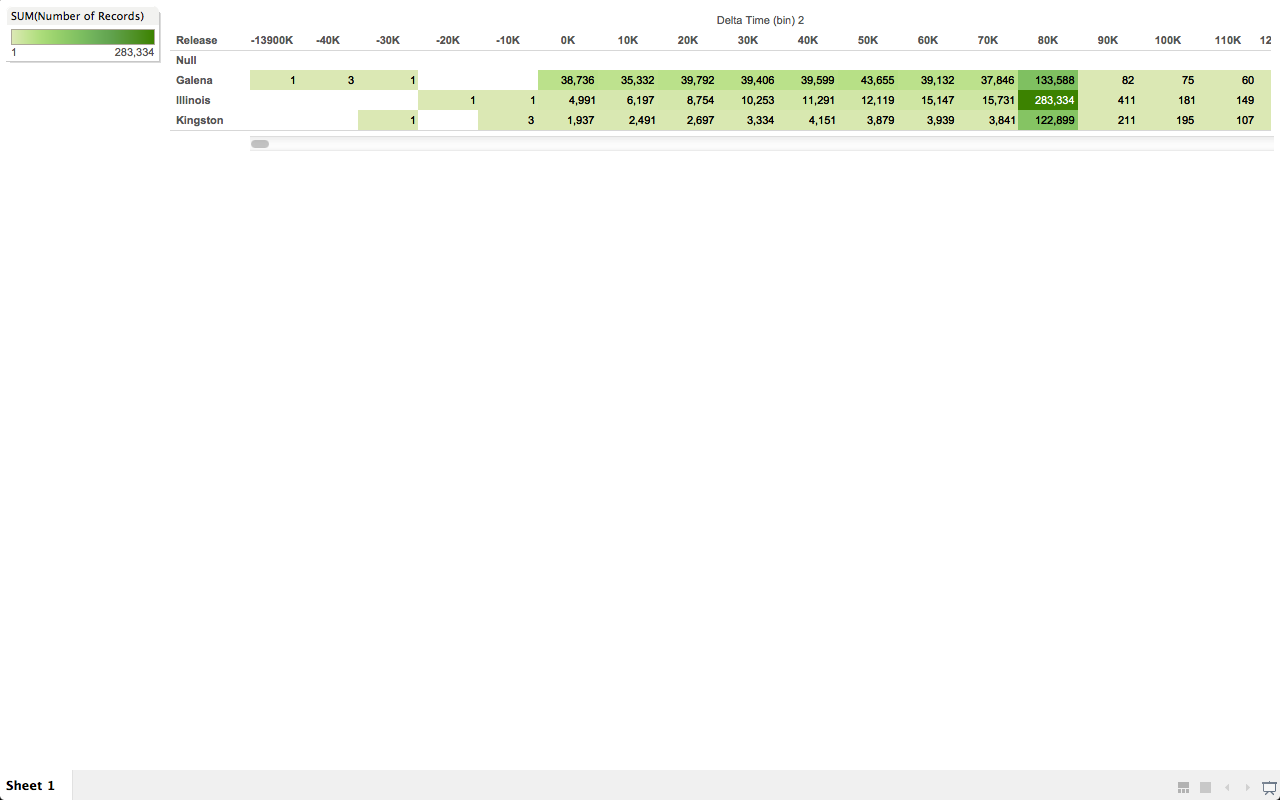 SUM(Number of Records)
1 283,334
Delta Time (bin) 2
Release -13900K -40K -30K -20K -10K 0K 10K 20K 30K 40K 50K 60K 70K 80K 90K 100K 110K 12
Null
Galena 1 3 1 38,736 35,332 39,792 39,406 39,599 43,655 39,132 37,846 133,588 82 75 60
Illinois 1 1 4,991 6,197 8,754 10,253 11,291 12,119 15,147 15,731 283,334 411 181 149
Kingston 1 3 1,937 2,491 2,697 3,334 4,151 3,879 3,939 3,841 122,899 211 195 107
Sheet 1